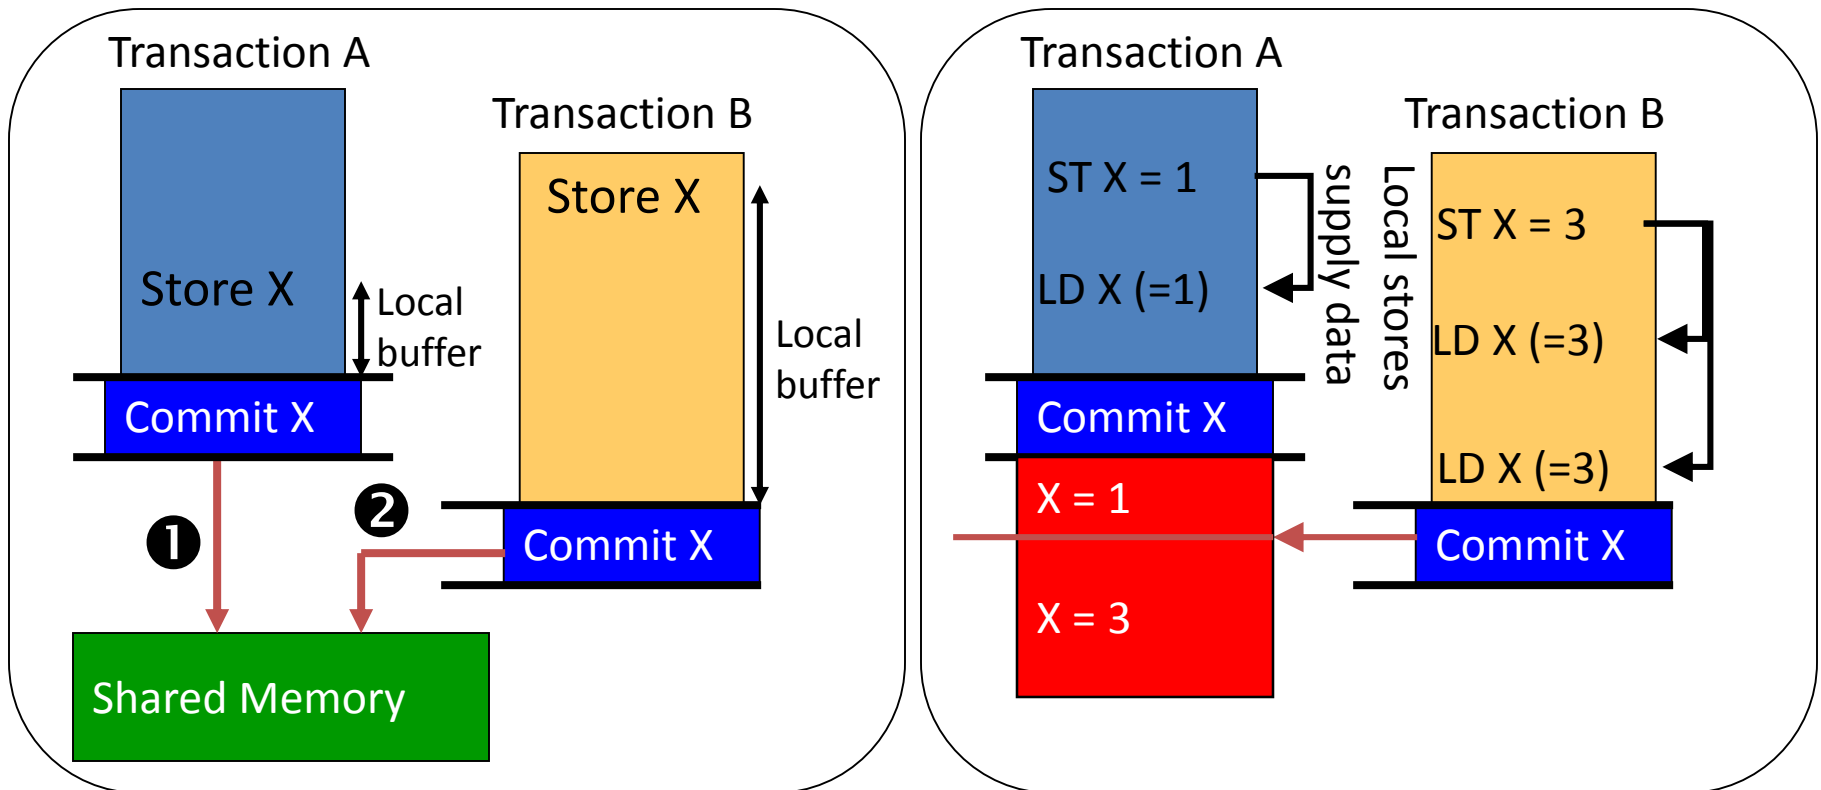 Transaction A
Store X
Local
buffer
Commit X
❶
Transaction B
Store X
Local
buffer
❷
Commit X
Shared Memory
Transaction A
ST X = 1
LD X (=1)
Commit X
X = 1
X = 3
Local stores
supply data
Transaction B
ST X = 3
LD X (=3)
LD X (=3)
Commit X